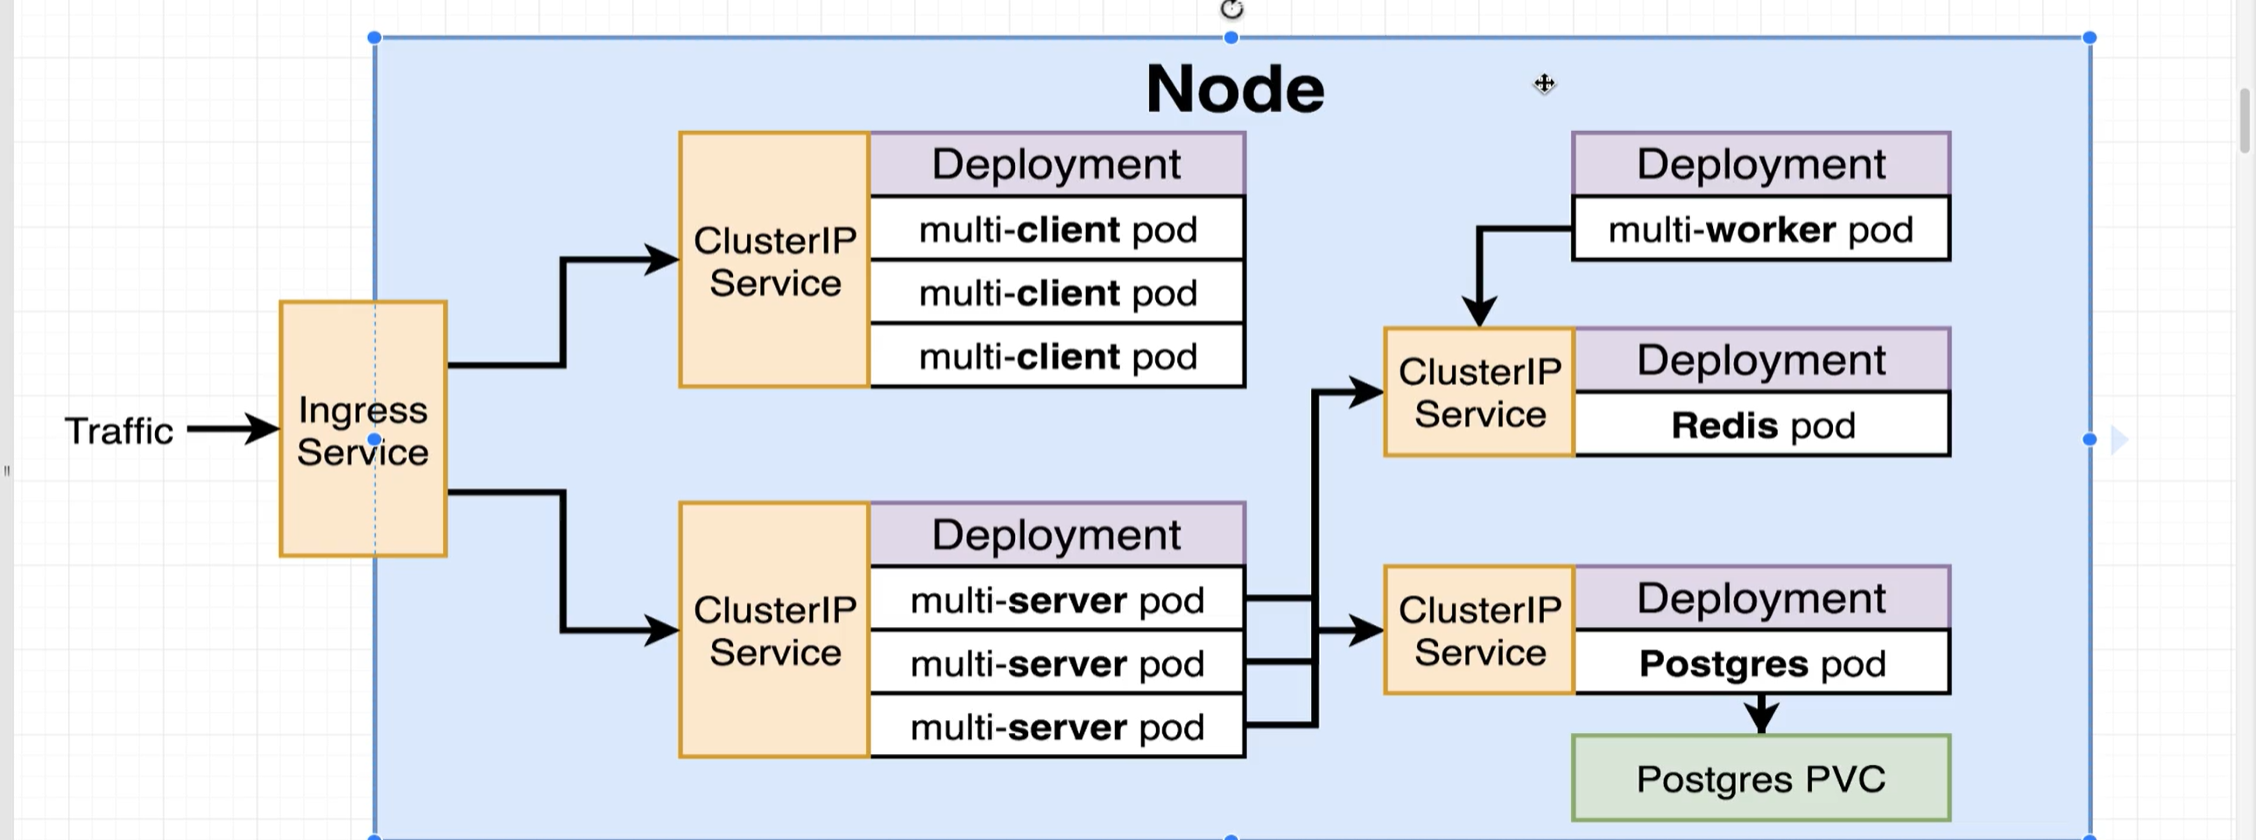 Node
Traffic
Ingress
Service
ClusterIP
Service
Deployment
multi-client pod
multi-client pod
multi-client pod
ClusterIP
Service
Deployment
multi-server pod
multi-server pod
multi-server pod
Deployment
multi-worker pod
ClusterIP
Service
Deployment
Redis pod
ClusterIP
Service
Deployment
Postgres pod
Postgres PVC